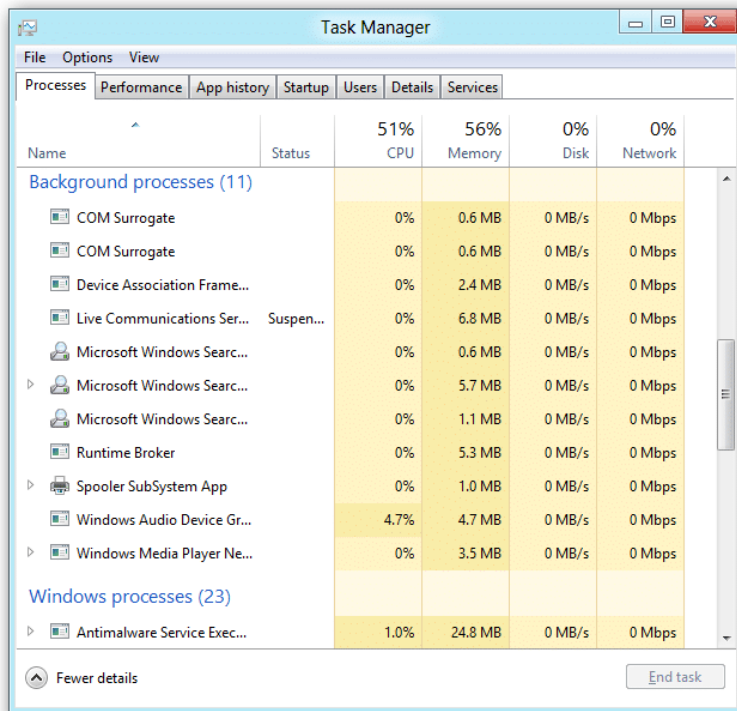 Task Manager
File Options View
Processes Performance App history Startup Users Details Services
51% 56% 0% 0%
Name Status CPU Memory Disk Network
Background processes (11)
COM Surrogate 0% 0.6 MB 0 MB/s 0 Mbps
COM Surrogate 0% 0.6 MB 0 MB/s 0 Mbps
Device Association Frame... 0% 2.4 MB 0 MB/s 0 Mbps
Live Communications Ser... Suspen... 0% 6.8 MB 0 MB/s 0 Mbps
Microsoft Windows Searc... 0% 0.6 MB 0 MB/s 0 Mbps
Microsoft Windows Searc... 0% 5.7 MB 0 MB/s 0 Mbps
Microsoft Windows Searc... 0% 1.1 MB 0 MB/s 0 Mbps
Runtime Broker 0% 5.3 MB 0 MB/s 0 Mbps
Spooler SubSystem App 0% 1.0 MB 0 MB/s 0 Mbps
Windows Audio Device Gr... 4.7% 4.7 MB 0 MB/s 0 Mbps
Windows Media Player Ne... 0% 3.5 MB 0 MB/s 0 Mbps
Windows processes (23)
Antimalware Service Exec... 1.0% 24.8 MB 0 MB/s 0 Mbps
Fewer details End task